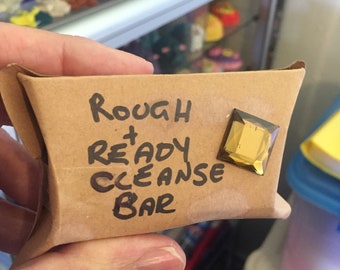 ROUGH
+
READY
CLEANSE
BAR